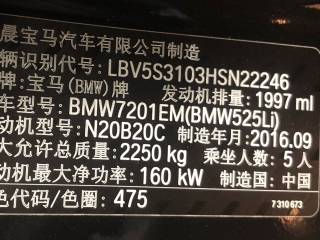 晨宝马汽车有限公司制造
辆识别代号: LBV5S3103HSN22246
牌: 宝马(BMW)牌 发动机排量: 1997 ml
车型号: BMW7201EM(BMW525Li)
动机型号: N20B20C 制造年月: 2016.09
大允许总质量: 2250 kg 乘坐人数: 5 人
动机最大净功率: 160 kW 制造国: 中国
色代码/色圈: 475 7 310 673